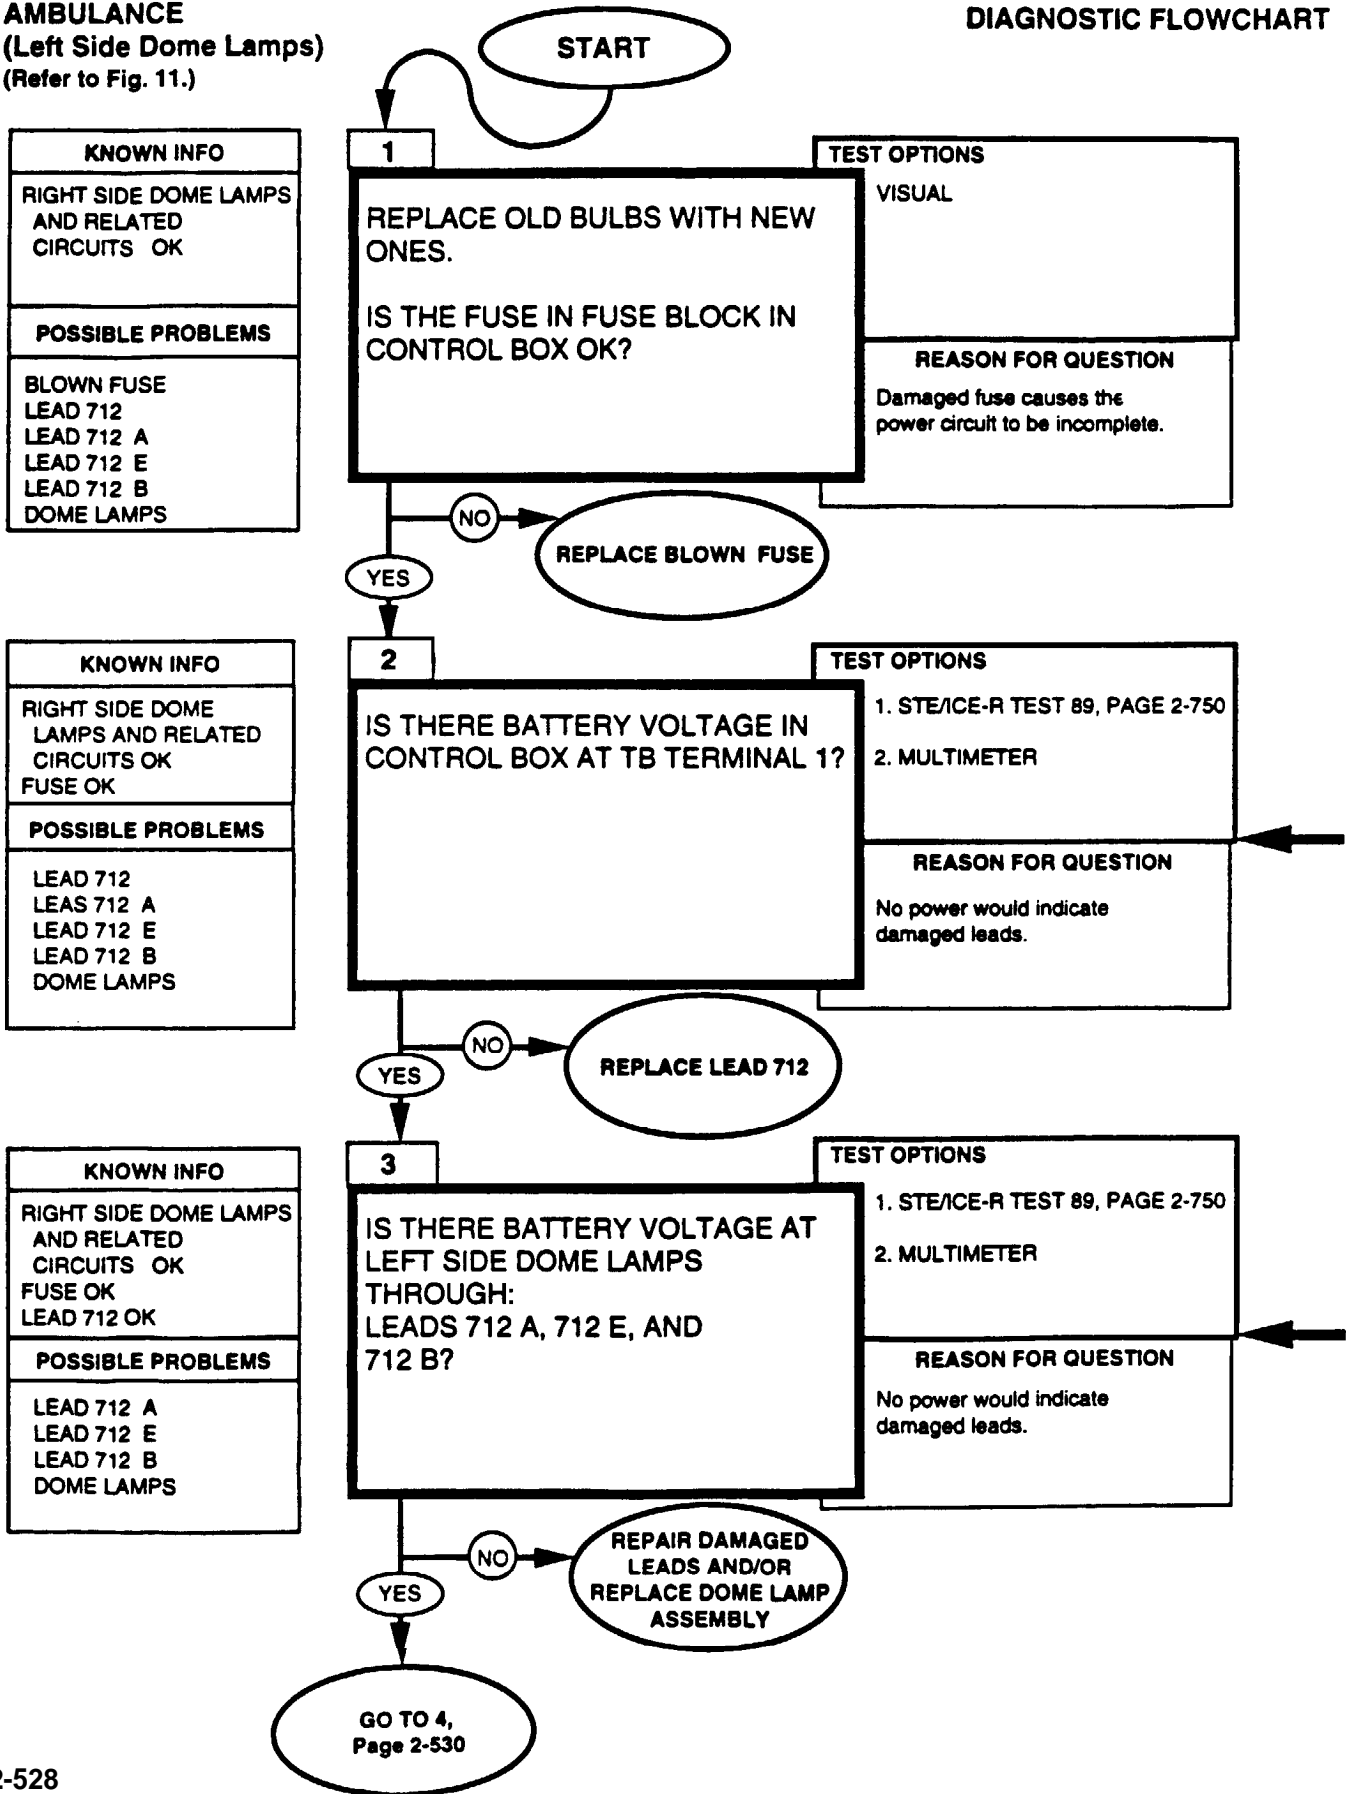 AMBULANCE
(Left Side Dome Lamps)
(Refer to Fig. 11.)
DIAGNOSTIC FLOWCHART
START
KNOWN INFO
RIGHT SIDE DOME LAMPS
AND RELATED
CIRCUITS OK
POSSIBLE PROBLEMS
BLOWN FUSE
LEAD 712
LEAD 712 A
LEAD 712 E
LEAD 712 B
DOME LAMPS
1
REPLACE OLD BULBS WITH NEW
ONES.
IS THE FUSE IN FUSE BLOCK IN
CONTROL BOX OK?
TEST OPTIONS
VISUAL
REASON FOR QUESTION
Damaged fuse causes the
power circuit to be incomplete.
NO
REPLACE BLOWN FUSE
YES
KNOWN INFO
RIGHT SIDE DOME
LAMPS AND RELATED
CIRCUITS OK
FUSE OK
POSSIBLE PROBLEMS
LEAD 712
LEAS 712 A
LEAD 712 E
LEAD 712 B
DOME LAMPS
2
IS THERE BATTERY VOLTAGE IN
CONTROL BOX AT TB TERMINAL 1?
TEST OPTIONS
1. STE/ICE-R TEST 89, PAGE 2-750
2. MULTIMETER
REASON FOR QUESTION
No power would indicate
damaged leads.
NO
REPLACE LEAD 712
YES
KNOWN INFO
RIGHT SIDE DOME LAMPS
AND RELATED
CIRCUITS OK
FUSE OK
LEAD 712 OK
POSSIBLE PROBLEMS
LEAD 712 A
LEAD 712 E
LEAD 712 B
DOME LAMPS
3
IS THERE BATTERY VOLTAGE AT
LEFT SIDE DOME LAMPS
THROUGH:
LEADS 712 A, 712 E, AND
712 B?
TEST OPTIONS
1. STE/ICE-R TEST 89, PAGE 2-750
2. MULTIMETER
REASON FOR QUESTION
No power would indicate
damaged leads.
NO
REPAIR DAMAGED
LEADS AND/OR
REPLACE DOME LAMP
ASSEMBLY
YES
GO TO 4,
Page 2-530
2-528